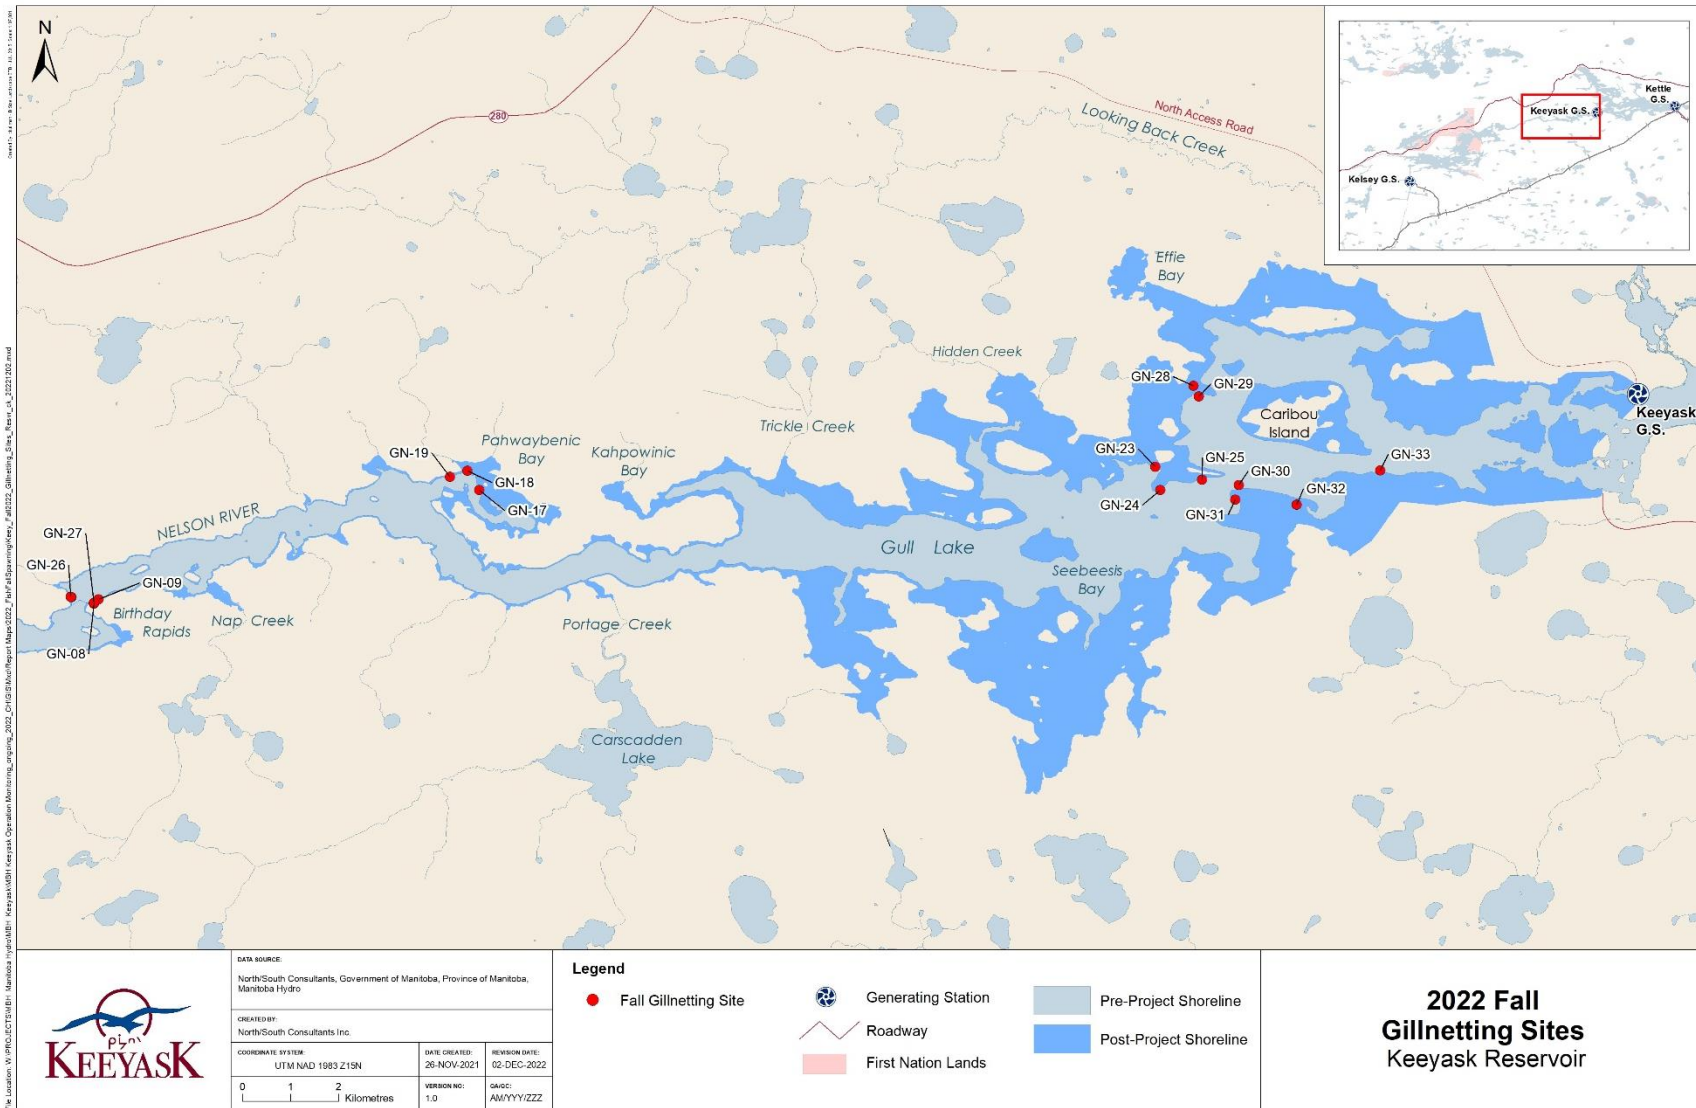 N
280
North Access Road
Looking Back Creek
Keeyask G.S.
Kettle
G.S.
Kelsey G.S.
Effie
Bay
Hidden Creek
GN-28
GN-29
Caribou
Island
Keeyask
G.S.
Trickle Creek
Pahwaybenic
Bay
Kahpowinic
Bay
GN-19
GN-18
GN-17
GN-23
GN-25
GN-30
GN-33
GN-24
GN-31
GN-32
NELSON RIVER
GN-27
GN-26
GN-09
GN-08
Birthday
Rapids
Nap Creek
Gull Lake
Seebeesis
Bay
Portage Creek
Carscadden
Lake
KEEYASK
DATA SOURCE:
North/South Consultants, Government of Manitoba, Province of Manitoba,
Manitoba Hydro
CREATED BY:
North/South Consultants Inc.
COORDINATE SYSTEM:
UTM NAD 1983 Z15N
DATE CREATED:
26-NOV-2021
REVISION DATE:
02-DEC-2022
0 1 2
Kilometres
VERSION NO:
1.0
QA/QC:
AM/YYY/ZZZ
Legend
Fall Gillnetting Site
Generating Station
Roadway
First Nation Lands
Pre-Project Shoreline
Post-Project Shoreline
2022 Fall
Gillnetting Sites
Keeyask Reservoir